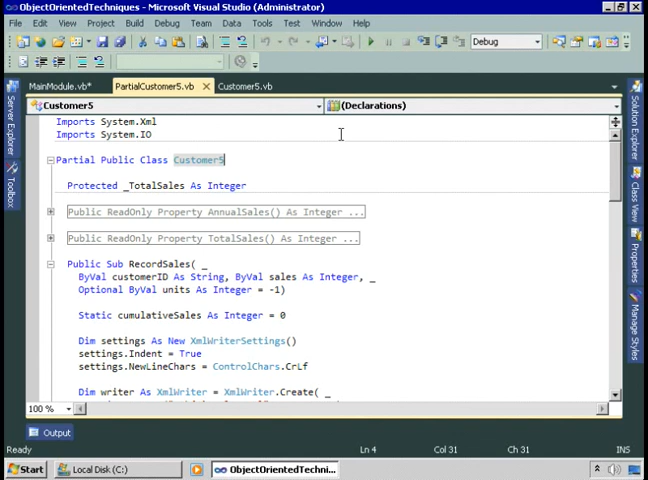 ObjectOrientedTechniques - Microsoft Visual Studio (Administrator)
File Edit View Project Build Debug Team Data Tools Test Window Help
Debug
MainModule.vb* PartialCustomer5.vb Customer5.vb
Customer5 (Declarations)
Server Explorer
Toolbox
Imports System.Xml
Imports System.IO
Partial Public Class Customer5
Protected _TotalSales As Integer
Public ReadOnly Property AnnualSales() As Integer ...
Public ReadOnly Property TotalSales() As Integer ...
Public Sub RecordSales( _
ByVal customerID As String, ByVal sales As Integer, _
Optional ByVal units As Integer = -1)
Static cumulativeSales As Integer = 0
Dim settings As New XmlWriterSettings()
settings.Indent = True
settings.NewLineChars = ControlChars.CrLf
Dim writer As XmlWriter = XmlWriter.Create( _
Solution Explorer
Class View
Properties
Manage Styles
100 %
Output
Ready Ln 4 Col 31 Ch 31 INS
Start Local Disk (C:) ObjectOrientedTechni...